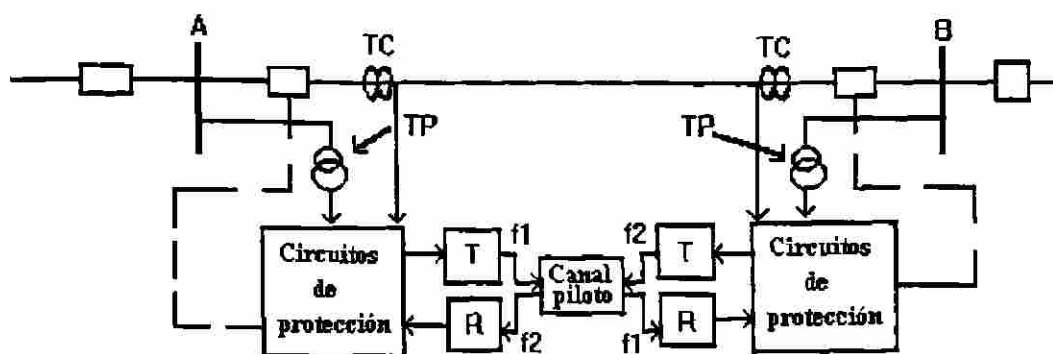 A
TC
TC
B
TP
TP
Circuitos
de
protección
T
f1
f2
T
Circuitos
de
protección
Canal
piloto
R
f2
f1
R